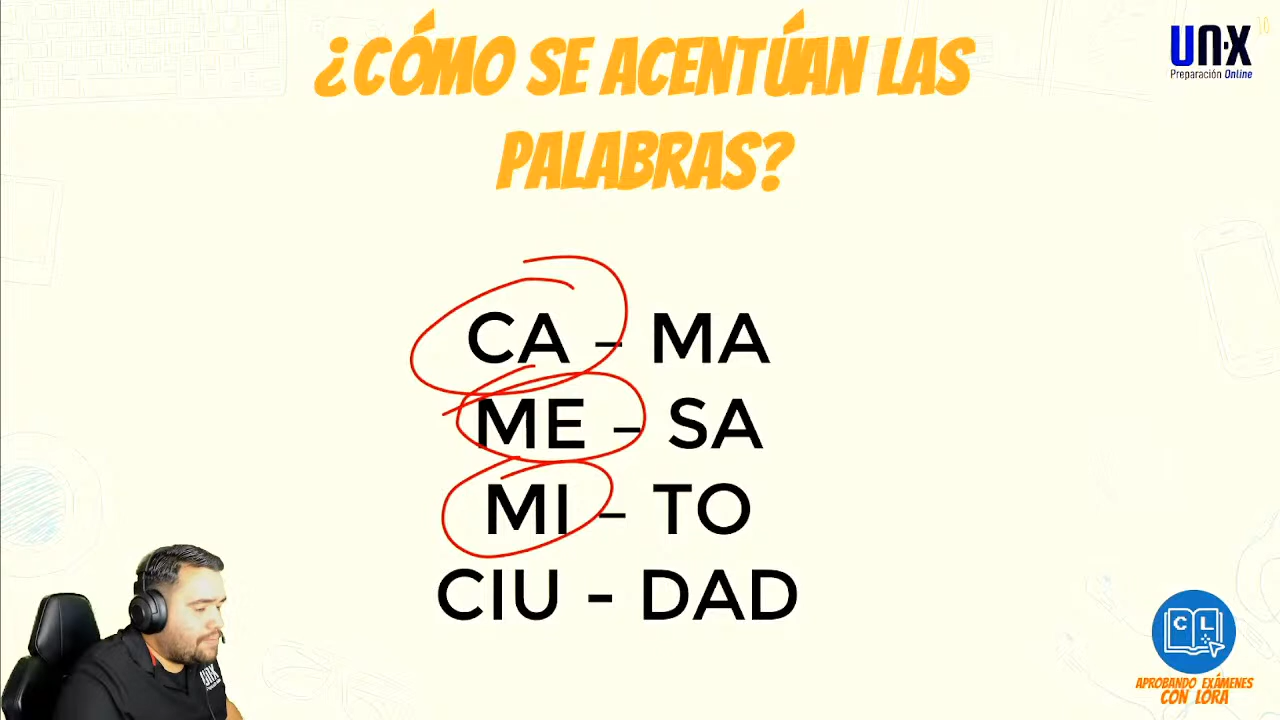 ¿CÓMO SE ACENTÚAN LAS
PALABRAS?
UN·X
Preparación Online
CA - MA
ME - SA
MI - TO
CIU - DAD
C L
APROBANDO EXÁMENES
CON LORA